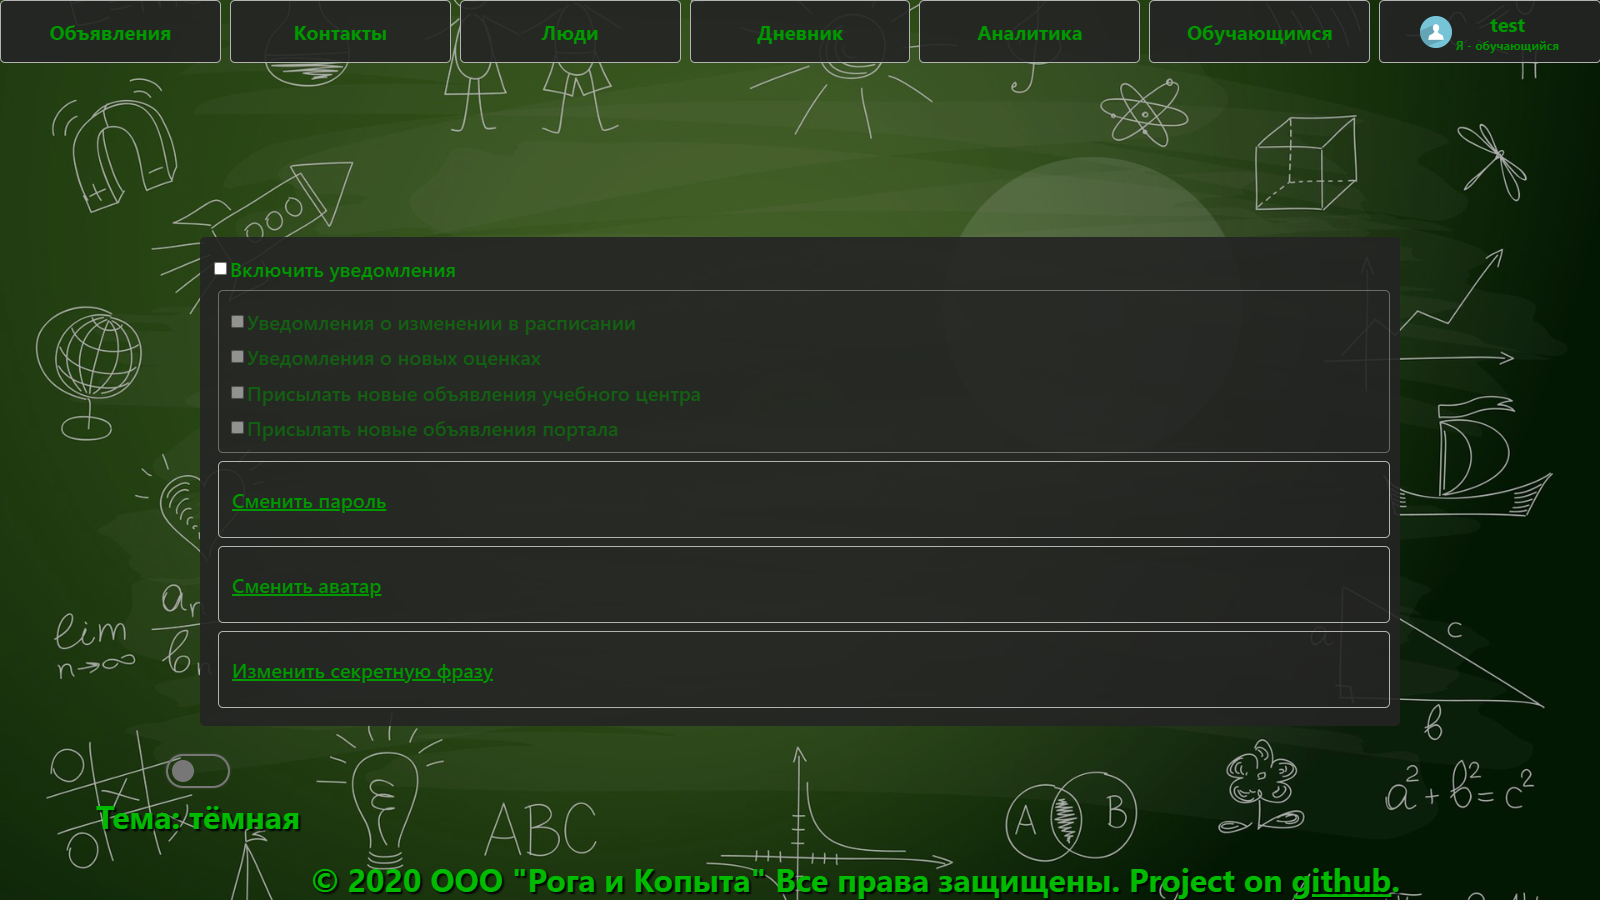 Объявления Контакты Люди Дневник Аналитика Обучающимся test
Я - обучающийся
Включить уведомления
Уведомления о изменении в расписании
Уведомления о новых оценках
Присылать новые объявления учебного центра
Присылать новые объявления портала
Сменить пароль
Сменить аватар
Изменить секретную фразу
lim n→∞ aₙ bₙ
a c
b
a² + b² = c²
ABC
A B
Тема: тёмная
© 2020 ООО "Рога и Копыта" Все права защищены. Project on github.